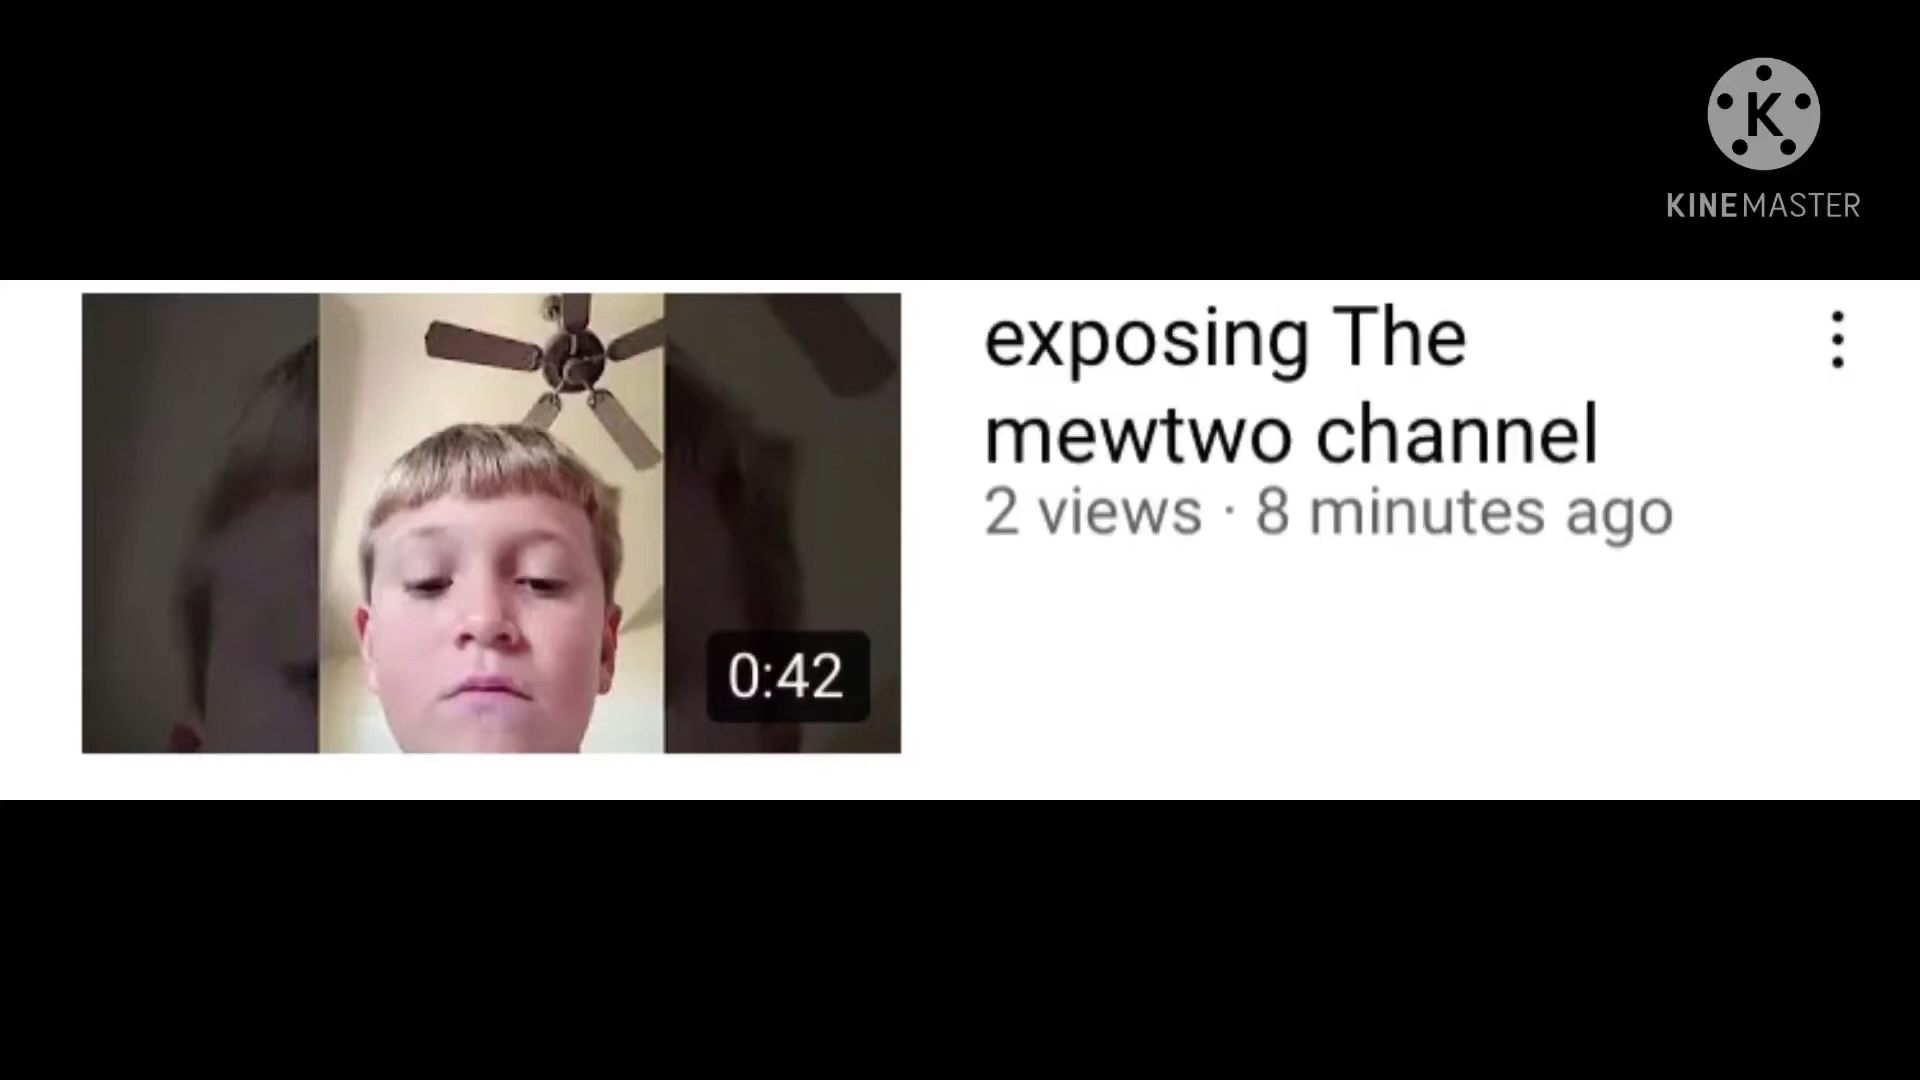 K
KINEMASTER
exposing The
mewtwo channel
2 views · 8 minutes ago
0:42